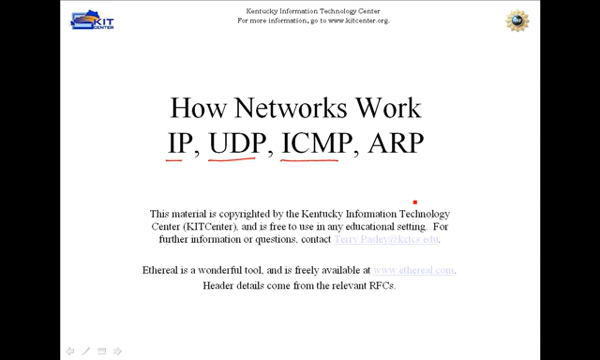 KIT
CENTER
Kentucky Information Technology Center
For more information, go to www.kitcenter.org.
How Networks Work
IP, UDP, ICMP, ARP
This material is copyrighted by the Kentucky Information Technology
Center (KITCenter), and is free to use in any educational setting. For
further information or questions, contact Terry.Pasley@kctcs.edu.
Ethereal is a wonderful tool, and is freely available at www.ethereal.com.
Header details come from the relevant RFCs.